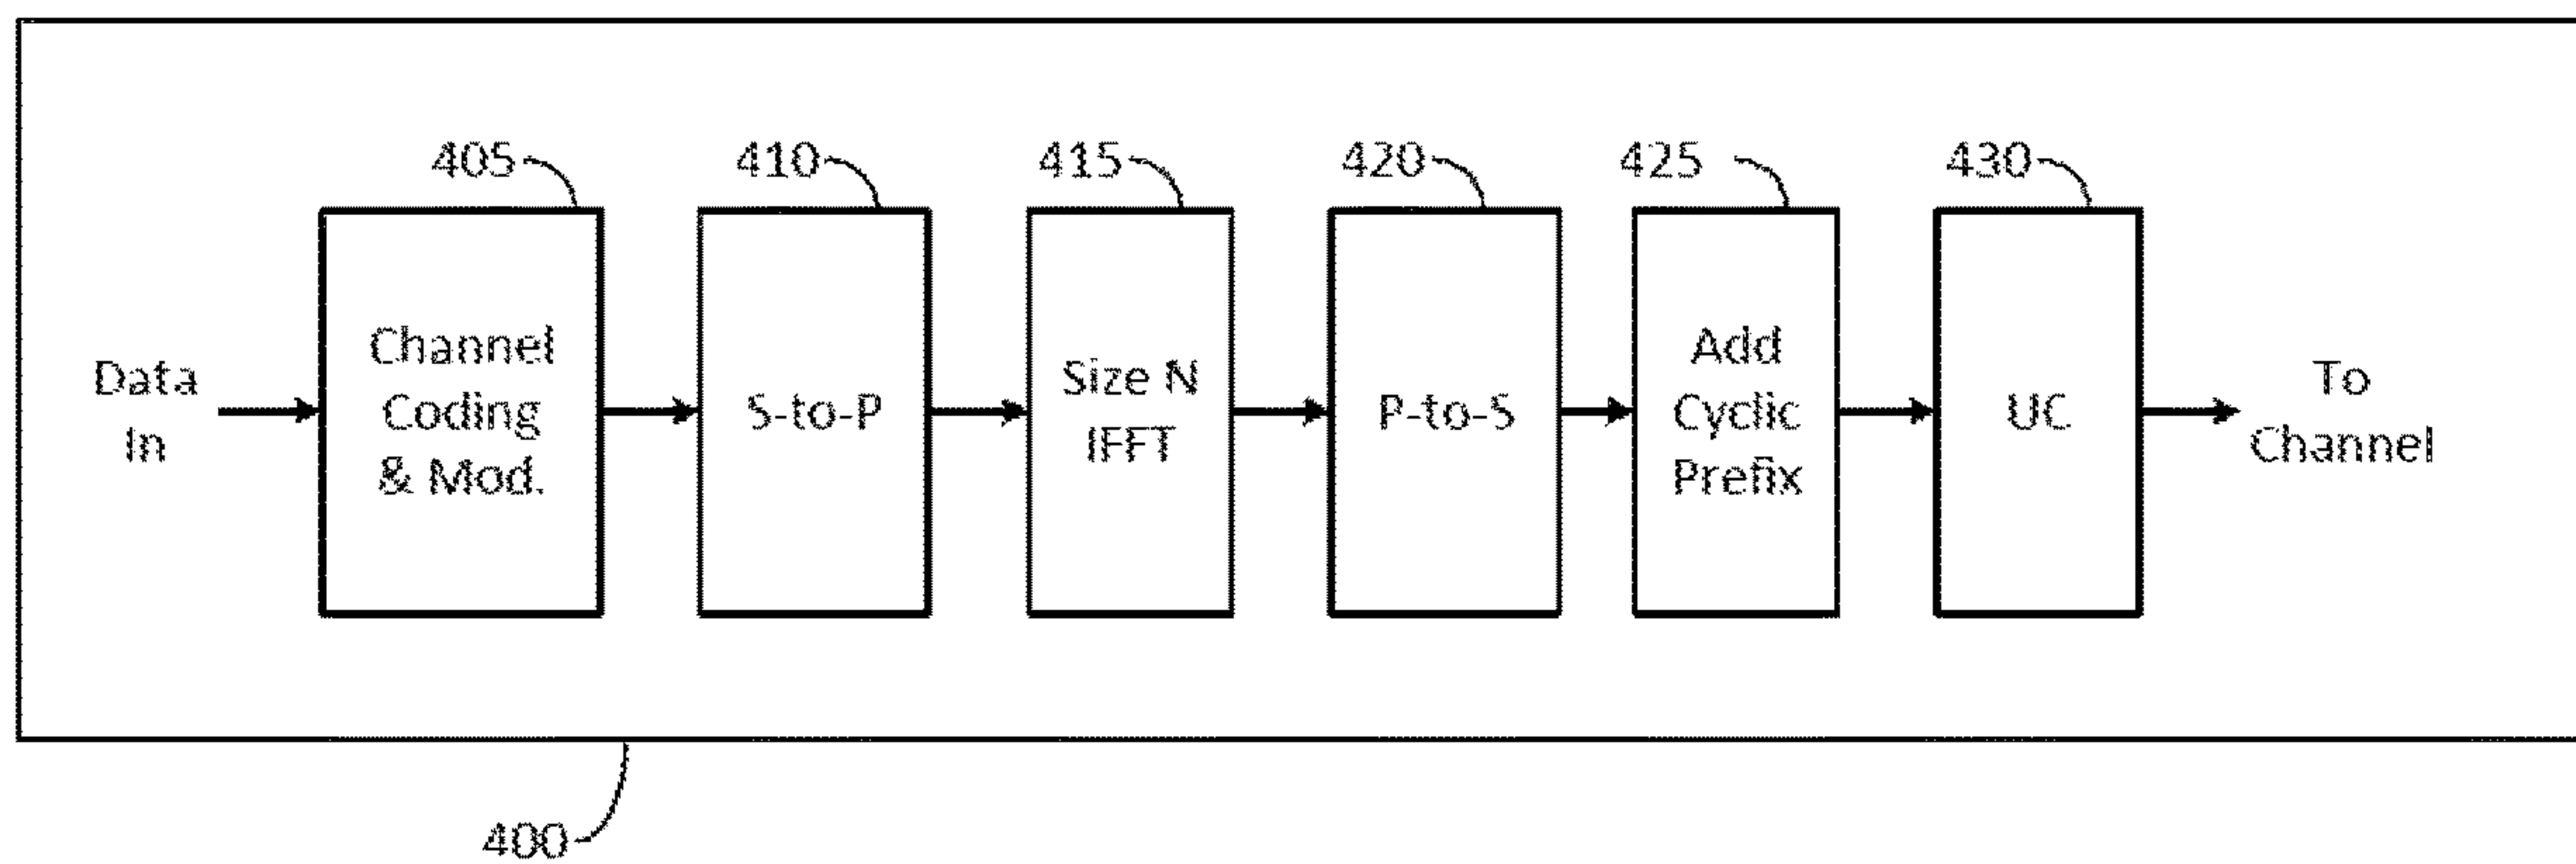 405
410
415
420
425
430
Data
In
Channel
Coding
& Mod.
S-to-P
Size N
IFFT
P-to-S
Add
Cyclic
Prefix
UC
To
Channel
400